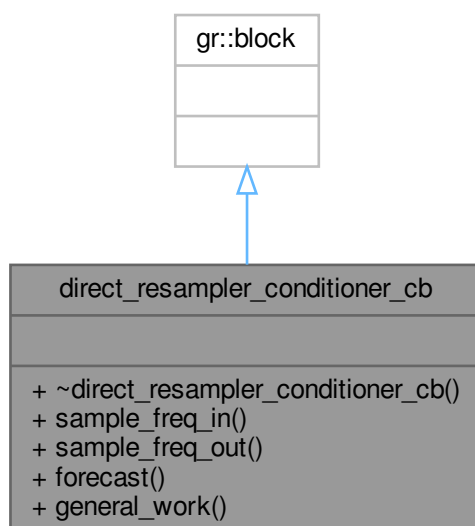 gr::block
direct_resampler_conditioner_cb
+ ~direct_resampler_conditioner_cb()
+ sample_freq_in()
+ sample_freq_out()
+ forecast()
+ general_work()